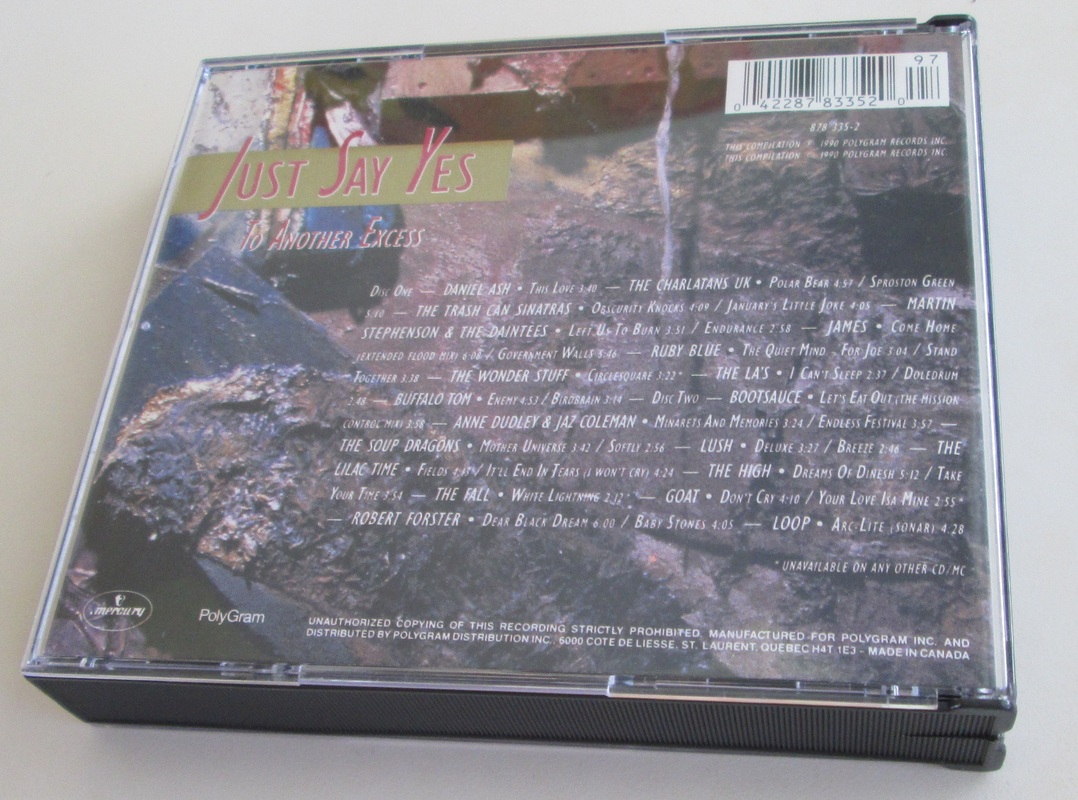 97
0 42287 83352 0
878 335-2
THIS COMPILATION ℗ 1990 POLYGRAM RECORDS INC.
THIS COMPILATION © 1990 POLYGRAM RECORDS INC.
JUST SAY YES
TO ANOTHER EXCESS
DISC ONE — DANIEL ASH • THIS LOVE 3:40 — THE CHARLATANS UK • POLAR BEAR 4:57 / SPROSTON GREEN
5:10 — THE TRASH CAN SINATRAS • OBSCURITY KNOCKS 4:09 / JANUARY'S LITTLE JOKE 4:05 — MARTIN
STEPHENSON & THE DAINTEES • LEFT US TO BURN 3:51 / ENDURANCE 2:58 — JAMES • COME HOME
(EXTENDED FLOOD MIX) 6:08 / GOVERNMENT WALLS 5:46 — RUBY BLUE • THE QUIET MIND - FOR JOE 3:04 / STAND
TOGETHER 3:38 — THE WONDER STUFF • CIRCLESQUARE 3:22* — THE LA'S • I CAN'T SLEEP 2:37 / DOLEDRUM
2:48 — BUFFALO TOM • ENEMY 4:53 / BIRDBRAIN 3:14 — DISC TWO — BOOTSAUCE • LET'S EAT OUT (THE MISSION
CONTROL MIX) 3:58 — ANNE DUDLEY & JAZ COLEMAN • MINARETS AND MEMORIES 3:24 / ENDLESS FESTIVAL 3:57 —
THE SOUP DRAGONS • MOTHER UNIVERSE 3:42 / SOFTLY 2:56 — LUSH • DELUXE 3:27 / BREEZE 2:46 — THE
LILAC TIME • FIELDS / IT'LL END IN TEARS (I WON'T CRY) 4:24 — THE HIGH • DREAMS OF DINESH 5:12 / TAKE
YOUR TIME 3:54 — THE FALL • WHITE LIGHTNING 2:12* — GOAT • DON'T CRY 4:10 / YOUR LOVE ISA MINE 2:55*
— ROBERT FORSTER • DEAR BLACK DREAM 6:00 / BABY STONES 4:05 — LOOP • ARC-LITE (SONAR) 4:28
* UNAVAILABLE ON ANY OTHER CD/MC
mercury
PolyGram
UNAUTHORIZED COPYING OF THIS RECORDING STRICTLY PROHIBITED. MANUFACTURED FOR POLYGRAM INC. AND
DISTRIBUTED BY POLYGRAM DISTRIBUTION INC., 6000 COTE DE LIESSE, ST. LAURENT, QUEBEC H4T 1E3 - MADE IN CANADA